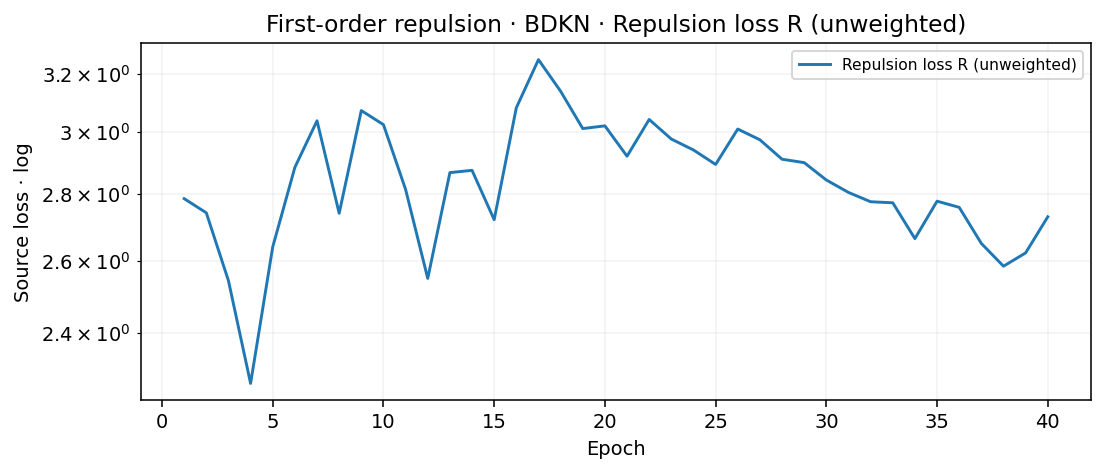 First-order repulsion · BDKN · Repulsion loss R (unweighted)
Repulsion loss R (unweighted)
Source loss · log
3.2 × 10⁰
3 × 10⁰
2.8 × 10⁰
2.6 × 10⁰
2.4 × 10⁰
0 5 10 15 20 25 30 35 40
Epoch